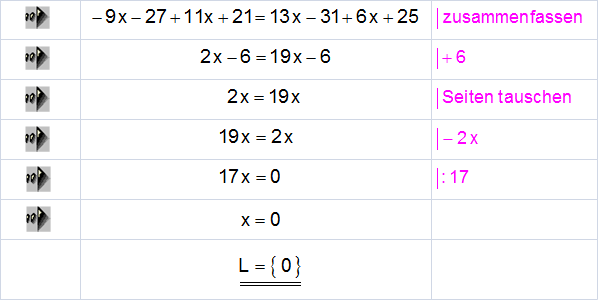 −9x−27+11x+21=13x−31+6x+25 |zusammenfassen
2x−6=19x−6 |+6
2x=19x |Seiten tauschen
19x=2x |−2x
17x=0 |:17
x=0
L={0}